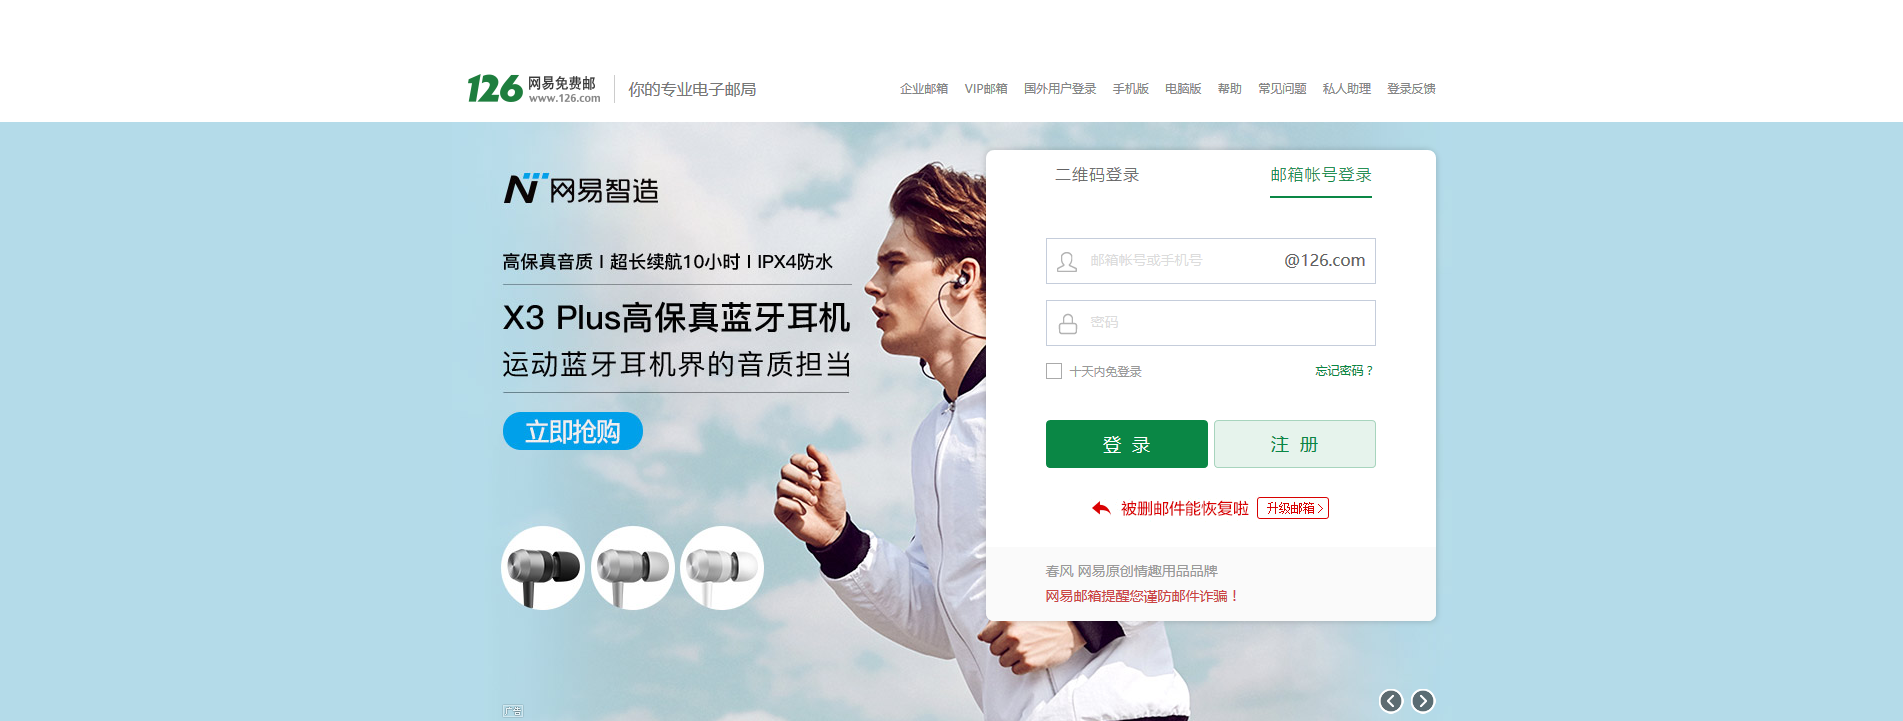 126 网易免费邮
www.126.com
你的专业电子邮局
企业邮箱 VIP邮箱 国外用户登录 手机版 电脑版 帮助 常见问题 私人助理 登录反馈
N 网易智造
高保真音质 I 超长续航10小时 I IPX4防水
X3 Plus高保真蓝牙耳机
运动蓝牙耳机界的音质担当
立即抢购
广告
二维码登录 邮箱帐号登录
邮箱帐号或手机号 @126.com
密码
十天内免登录 忘记密码？
登 录 注 册
被删邮件能恢复啦 升级邮箱>
春风 网易原创情趣用品品牌
网易邮箱提醒您谨防邮件诈骗！